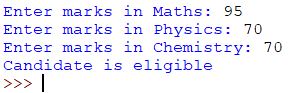 Enter marks in Maths: 95
Enter marks in Physics: 70
Enter marks in Chemistry: 70
Candidate is eligible
>>>